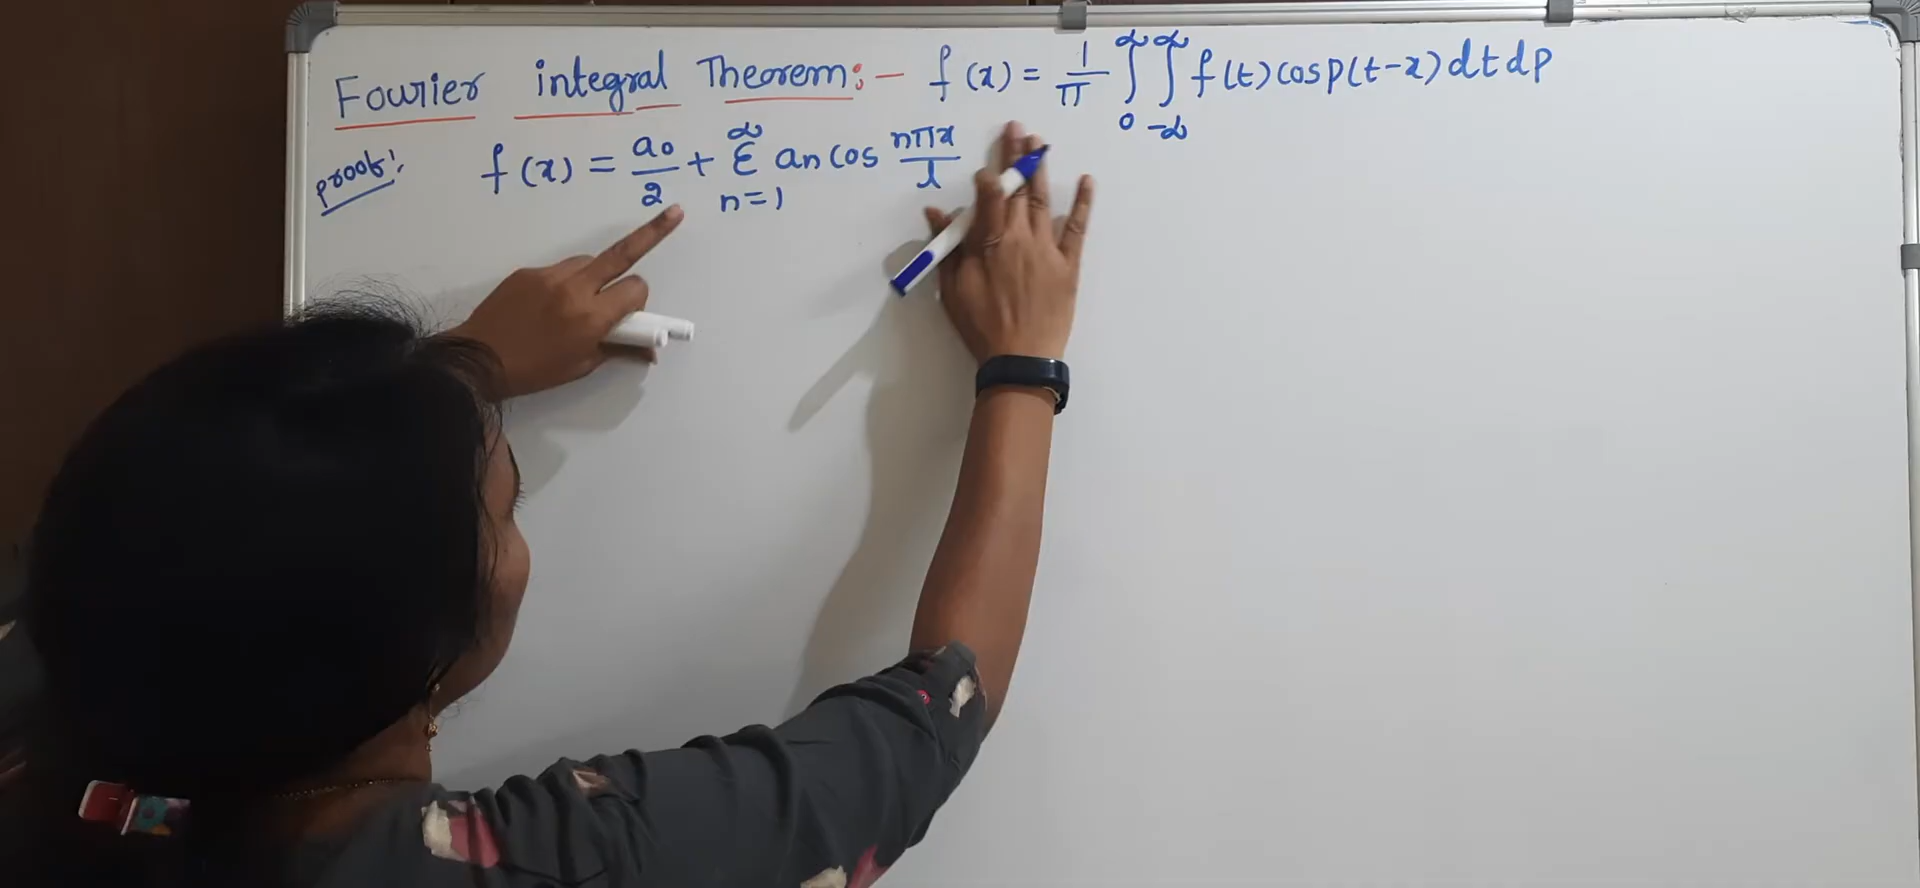 Fourier integral Theorem:- f(x) = 1/π ∫₀^∞ ∫₋∞^∞ f(t) cos p(t-x) dt dp
Proof: f(x) = a₀/2 + Σ_{n=1}^∞ an cos nπx/l